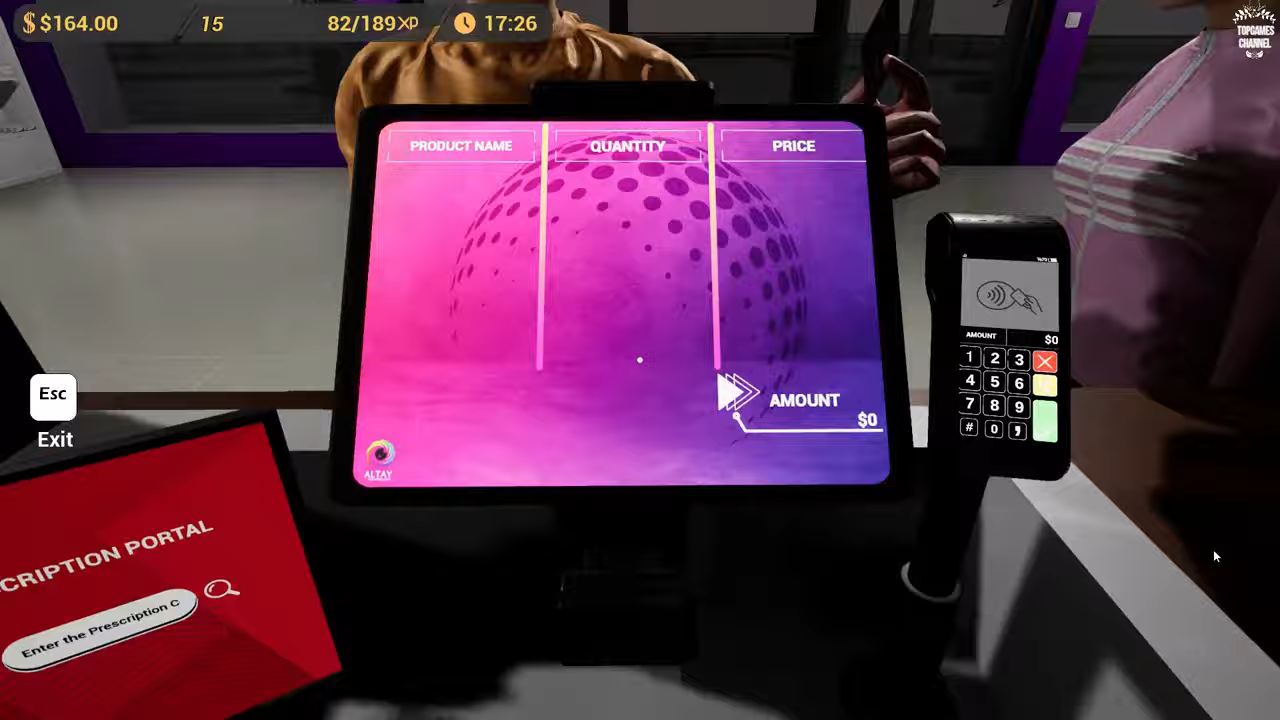 $ $164.00 15 82/189XP 17:26
TOPGAMES
CHANNEL
PRODUCT NAME QUANTITY PRICE
AMOUNT $0
1 2 3
4 5 6
7 8 9
# 0 ,
AMOUNT
$0
ALTAY
Esc
Exit
CRIPTION PORTAL
Enter the Prescription C